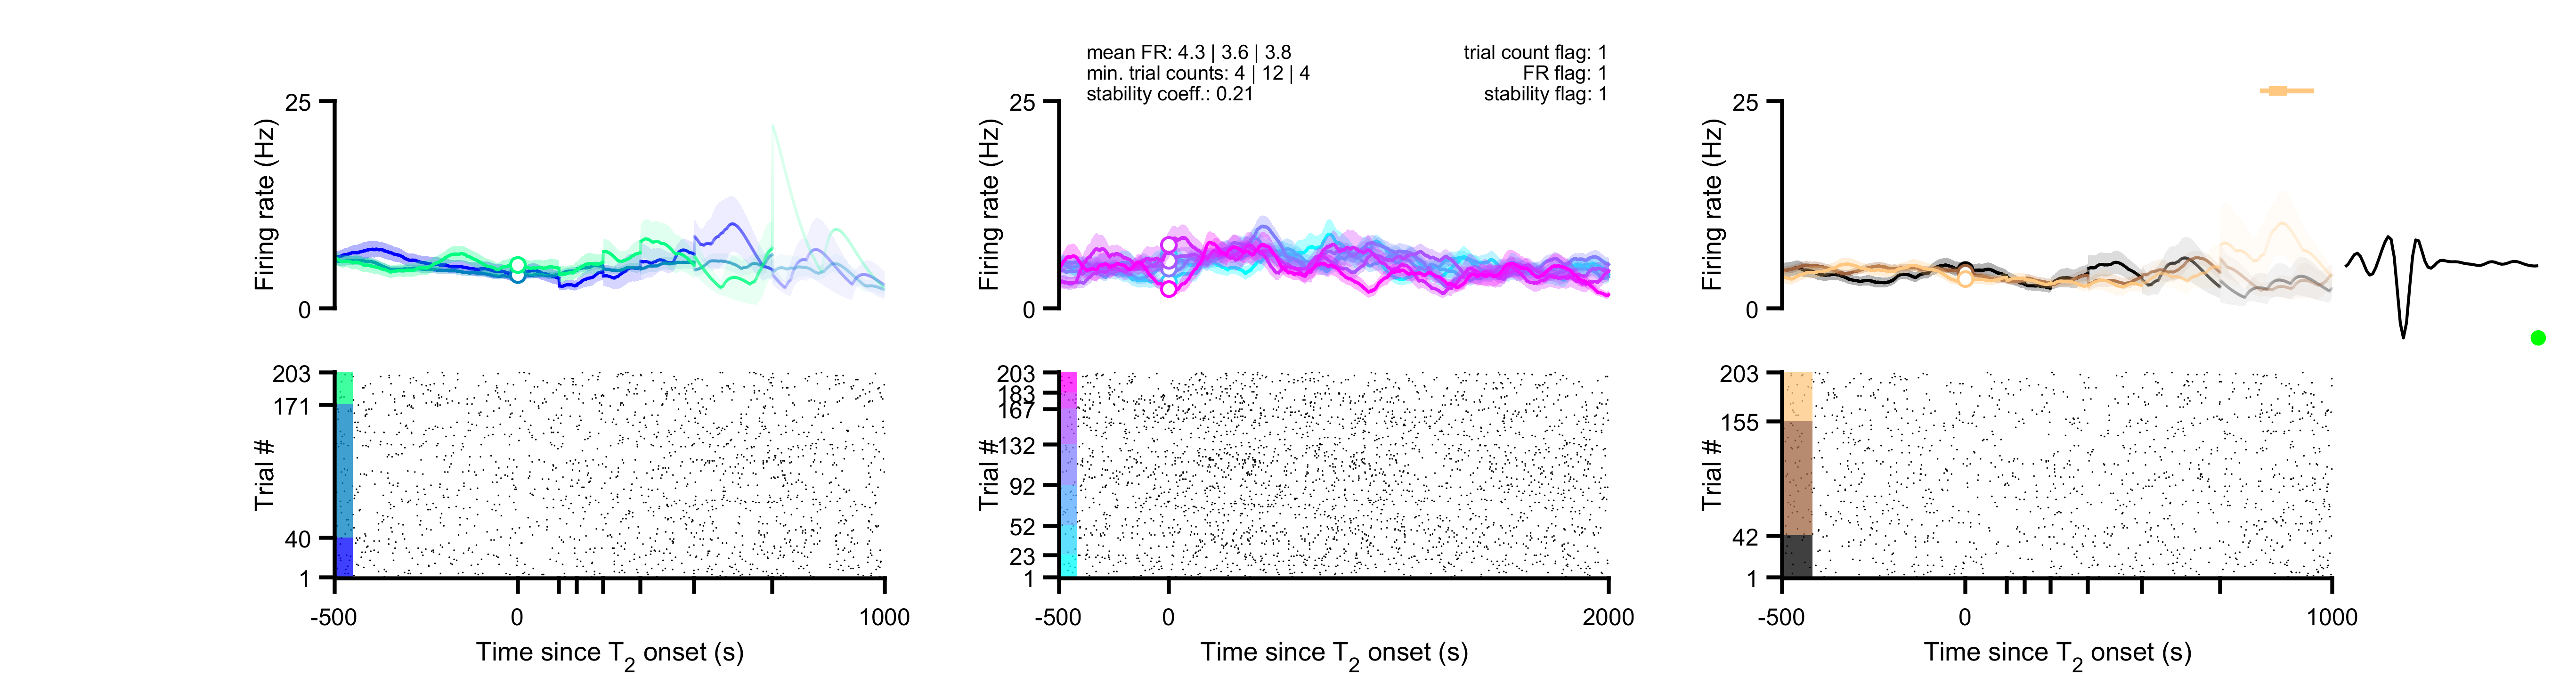 mean FR: 4.3 | 3.6 | 3.8
min. trial counts: 4 | 12 | 4
stability coeff.: 0.21
trial count flag: 1
FR flag: 1
stability flag: 1
25
0
Firing rate (Hz)
203
171
40
1
Trial #
-500
0
1000
Time since T2 onset (s)
25
0
Firing rate (Hz)
203
183
167
132
92
52
23
1
Trial #
-500
0
2000
Time since T2 onset (s)
25
0
Firing rate (Hz)
203
155
42
1
Trial #
-500
0
1000
Time since T2 onset (s)